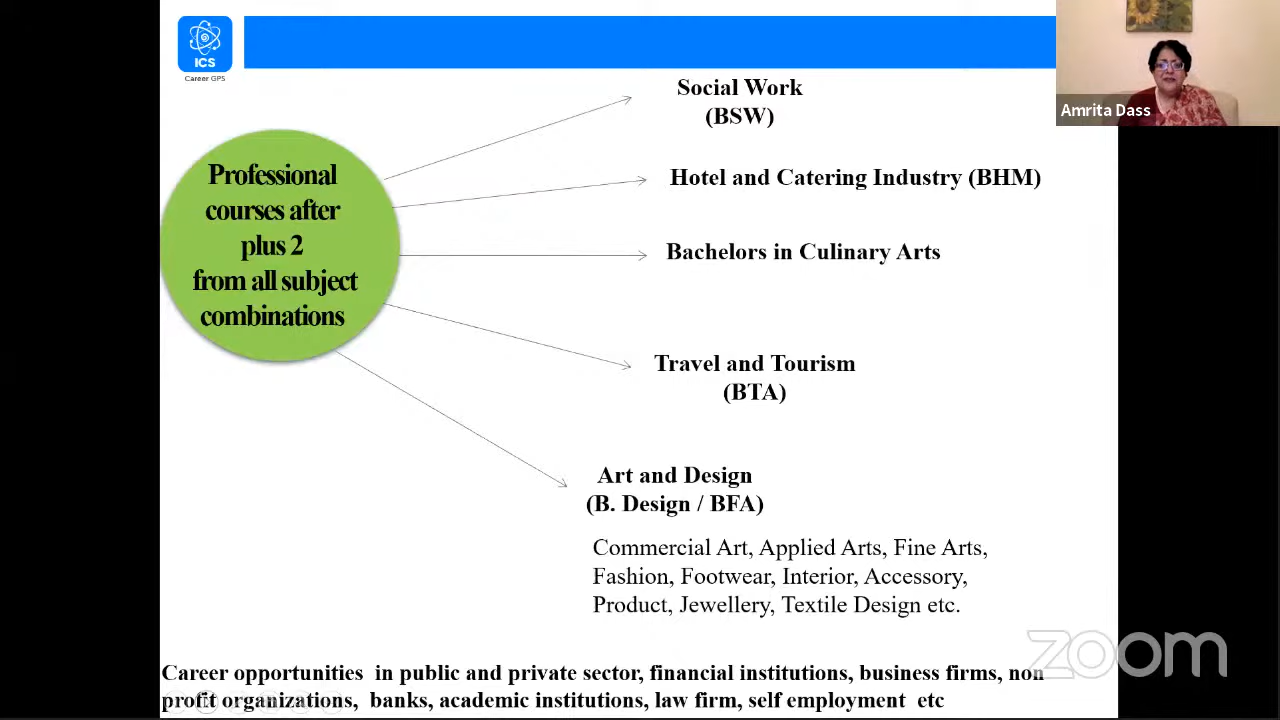 ICS
Career GPS
Amrita Dass
Professional
courses after
plus 2
from all subject
combinations
Social Work
(BSW)
Hotel and Catering Industry (BHM)
Bachelors in Culinary Arts
Travel and Tourism
(BTA)
Art and Design
(B. Design / BFA)
Commercial Art, Applied Arts, Fine Arts,
Fashion, Footwear, Interior, Accessory,
Product, Jewellery, Textile Design etc.
zoom
Career opportunities in public and private sector, financial institutions, business firms, non
profit organizations, banks, academic institutions, law firm, self employment etc